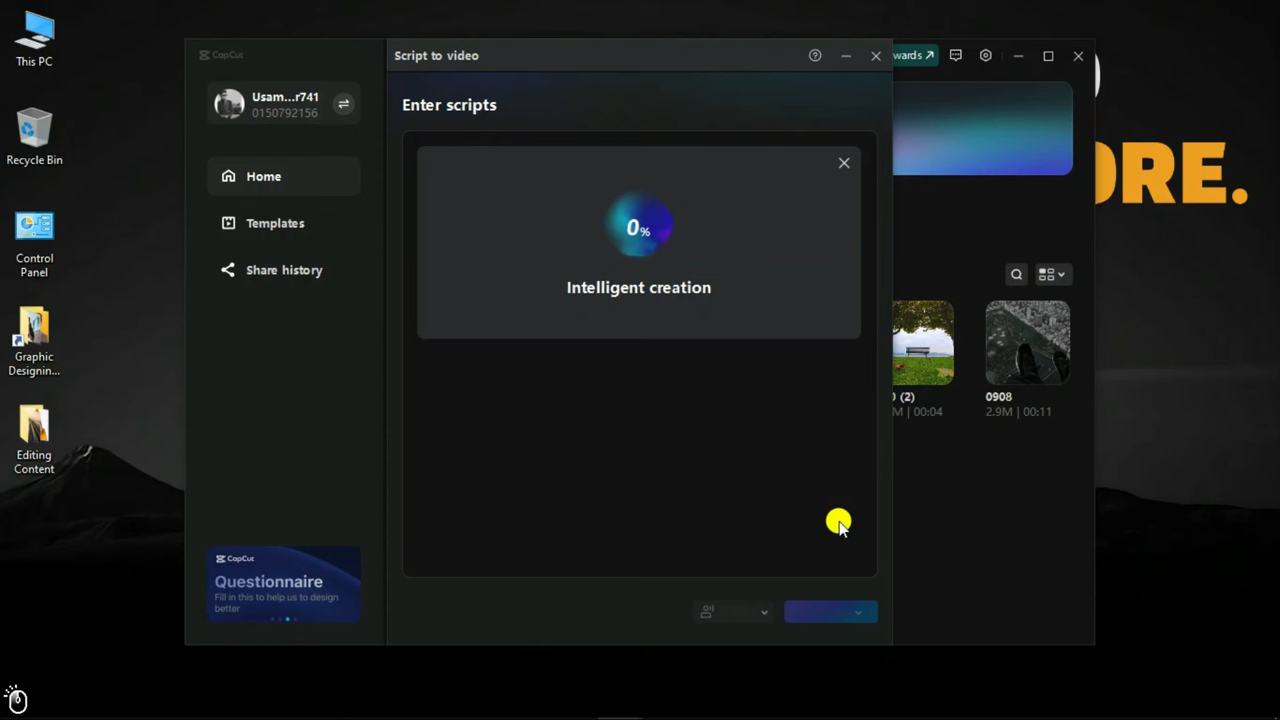 This PC
Recycle Bin
Control
Panel
Graphic
Designin...
Editing
Content
CapCut
Usam...r741
0150792156
Home
Templates
Share history
CapCut
Questionnaire
Fill in this to help us to design
better
Script to video
Enter scripts
0%
Intelligent creation
wards
ORE.
(2)
M | 00:04
0908
2.9M | 00:11